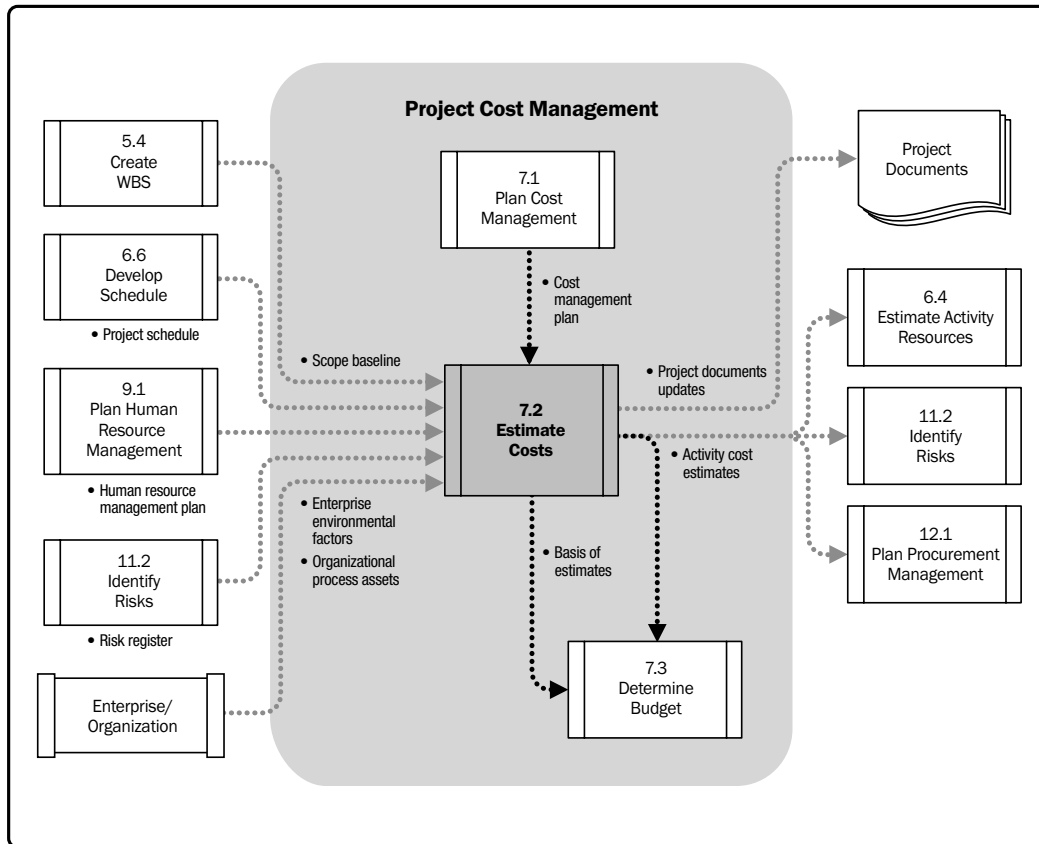 Project Cost Management
5.4
Create
WBS
6.6
Develop
Schedule
• Project schedule
9.1
Plan Human
Resource
Management
• Human resource
management plan
11.2
Identify
Risks
• Risk register
Enterprise/
Organization
7.1
Plan Cost
Management
• Cost
management
plan
• Scope baseline
7.2
Estimate
Costs
• Enterprise
environmental
factors
• Organizational
process assets
• Project documents
updates
• Activity cost
estimates
• Basis of
estimates
7.3
Determine
Budget
Project
Documents
6.4
Estimate Activity
Resources
11.2
Identify
Risks
12.1
Plan Procurement
Management